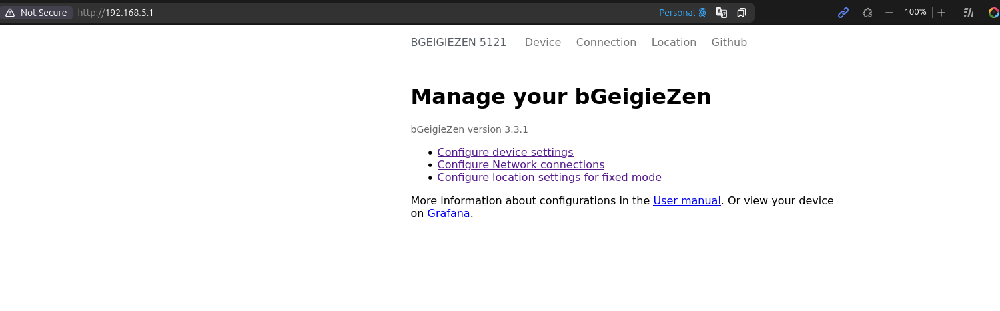 Not Secure http://192.168.5.1 Personal 100%
BGEIGIEZEN 5121 Device Connection Location Github
Manage your bGeigieZen
bGeigieZen version 3.3.1
• Configure device settings
• Configure Network connections
• Configure location settings for fixed mode
More information about configurations in the User manual. Or view your device
on Grafana.